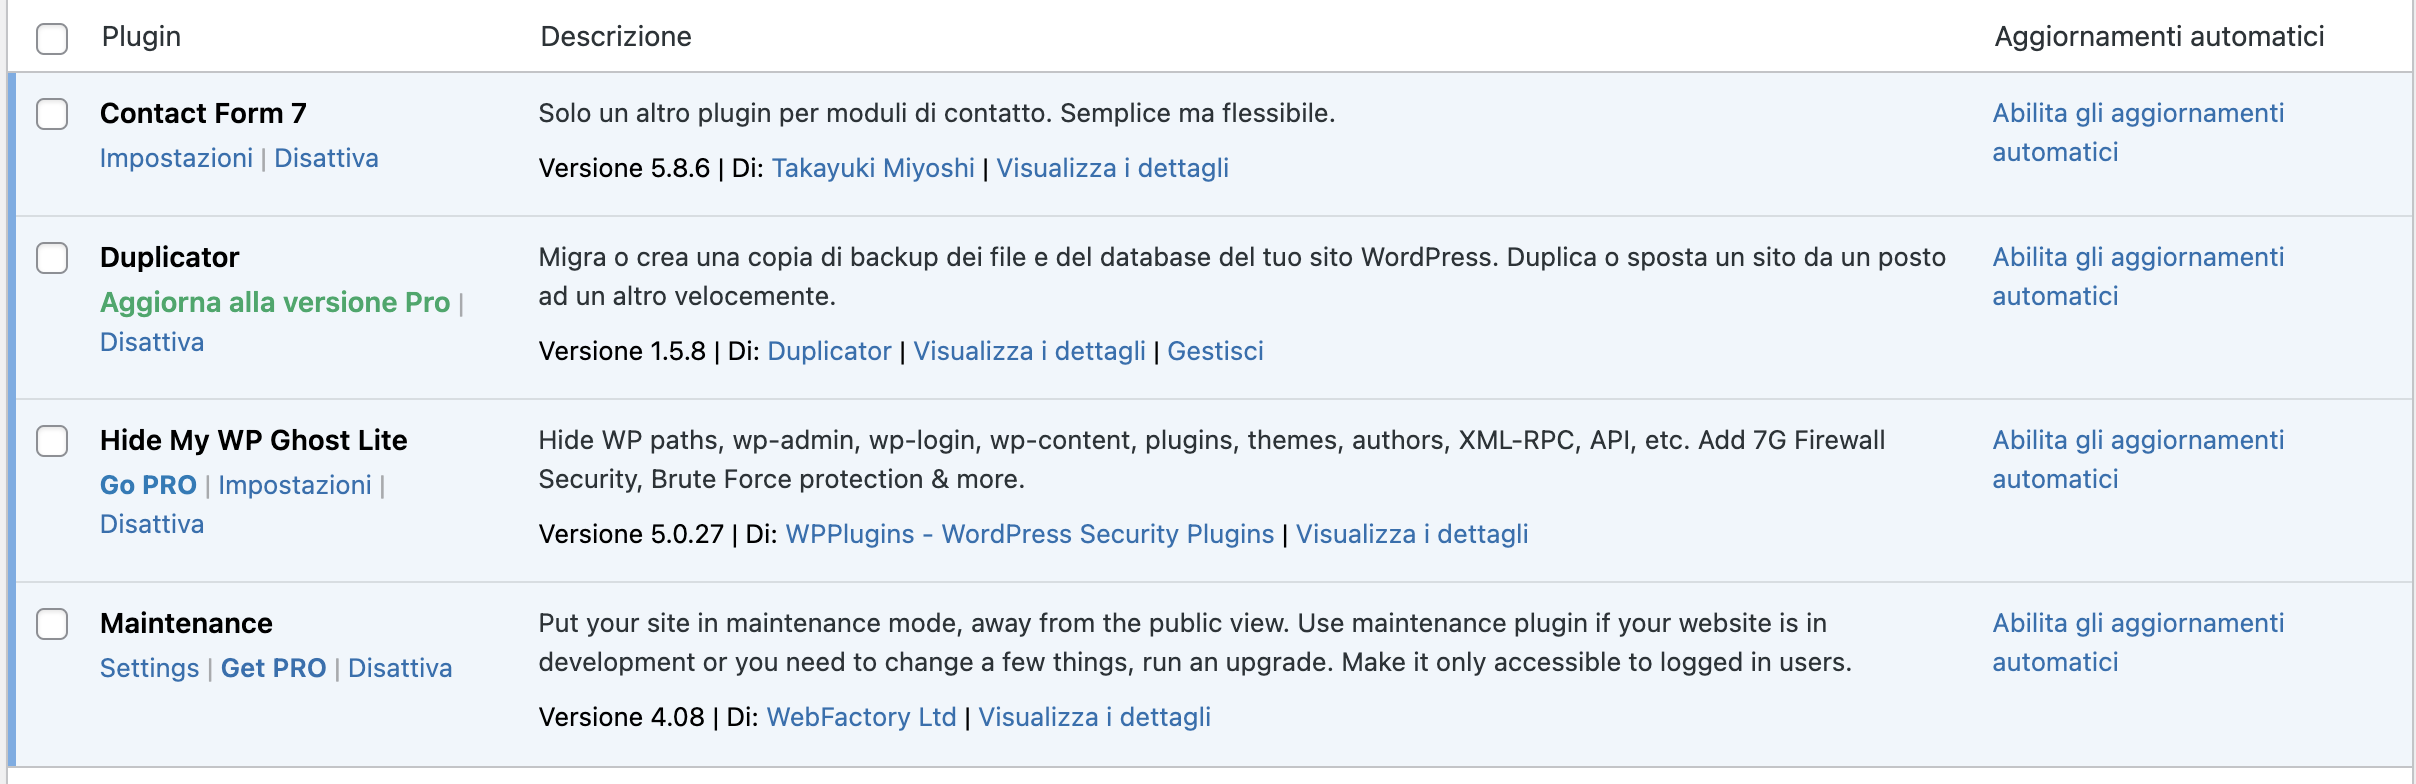 Plugin Descrizione Aggiornamenti automatici
Contact Form 7
Impostazioni | Disattiva
Solo un altro plugin per moduli di contatto. Semplice ma flessibile.
Versione 5.8.6 | Di: Takayuki Miyoshi | Visualizza i dettagli
Abilita gli aggiornamenti
automatici
Duplicator
Aggiorna alla versione Pro |
Disattiva
Migra o crea una copia di backup dei file e del database del tuo sito WordPress. Duplica o sposta un sito da un posto
ad un altro velocemente.
Versione 1.5.8 | Di: Duplicator | Visualizza i dettagli | Gestisci
Abilita gli aggiornamenti
automatici
Hide My WP Ghost Lite
Go PRO | Impostazioni |
Disattiva
Hide WP paths, wp-admin, wp-login, wp-content, plugins, themes, authors, XML-RPC, API, etc. Add 7G Firewall
Security, Brute Force protection & more.
Versione 5.0.27 | Di: WPPlugins - WordPress Security Plugins | Visualizza i dettagli
Abilita gli aggiornamenti
automatici
Maintenance
Settings | Get PRO | Disattiva
Put your site in maintenance mode, away from the public view. Use maintenance plugin if your website is in
development or you need to change a few things, run an upgrade. Make it only accessible to logged in users.
Versione 4.08 | Di: WebFactory Ltd | Visualizza i dettagli
Abilita gli aggiornamenti
automatici